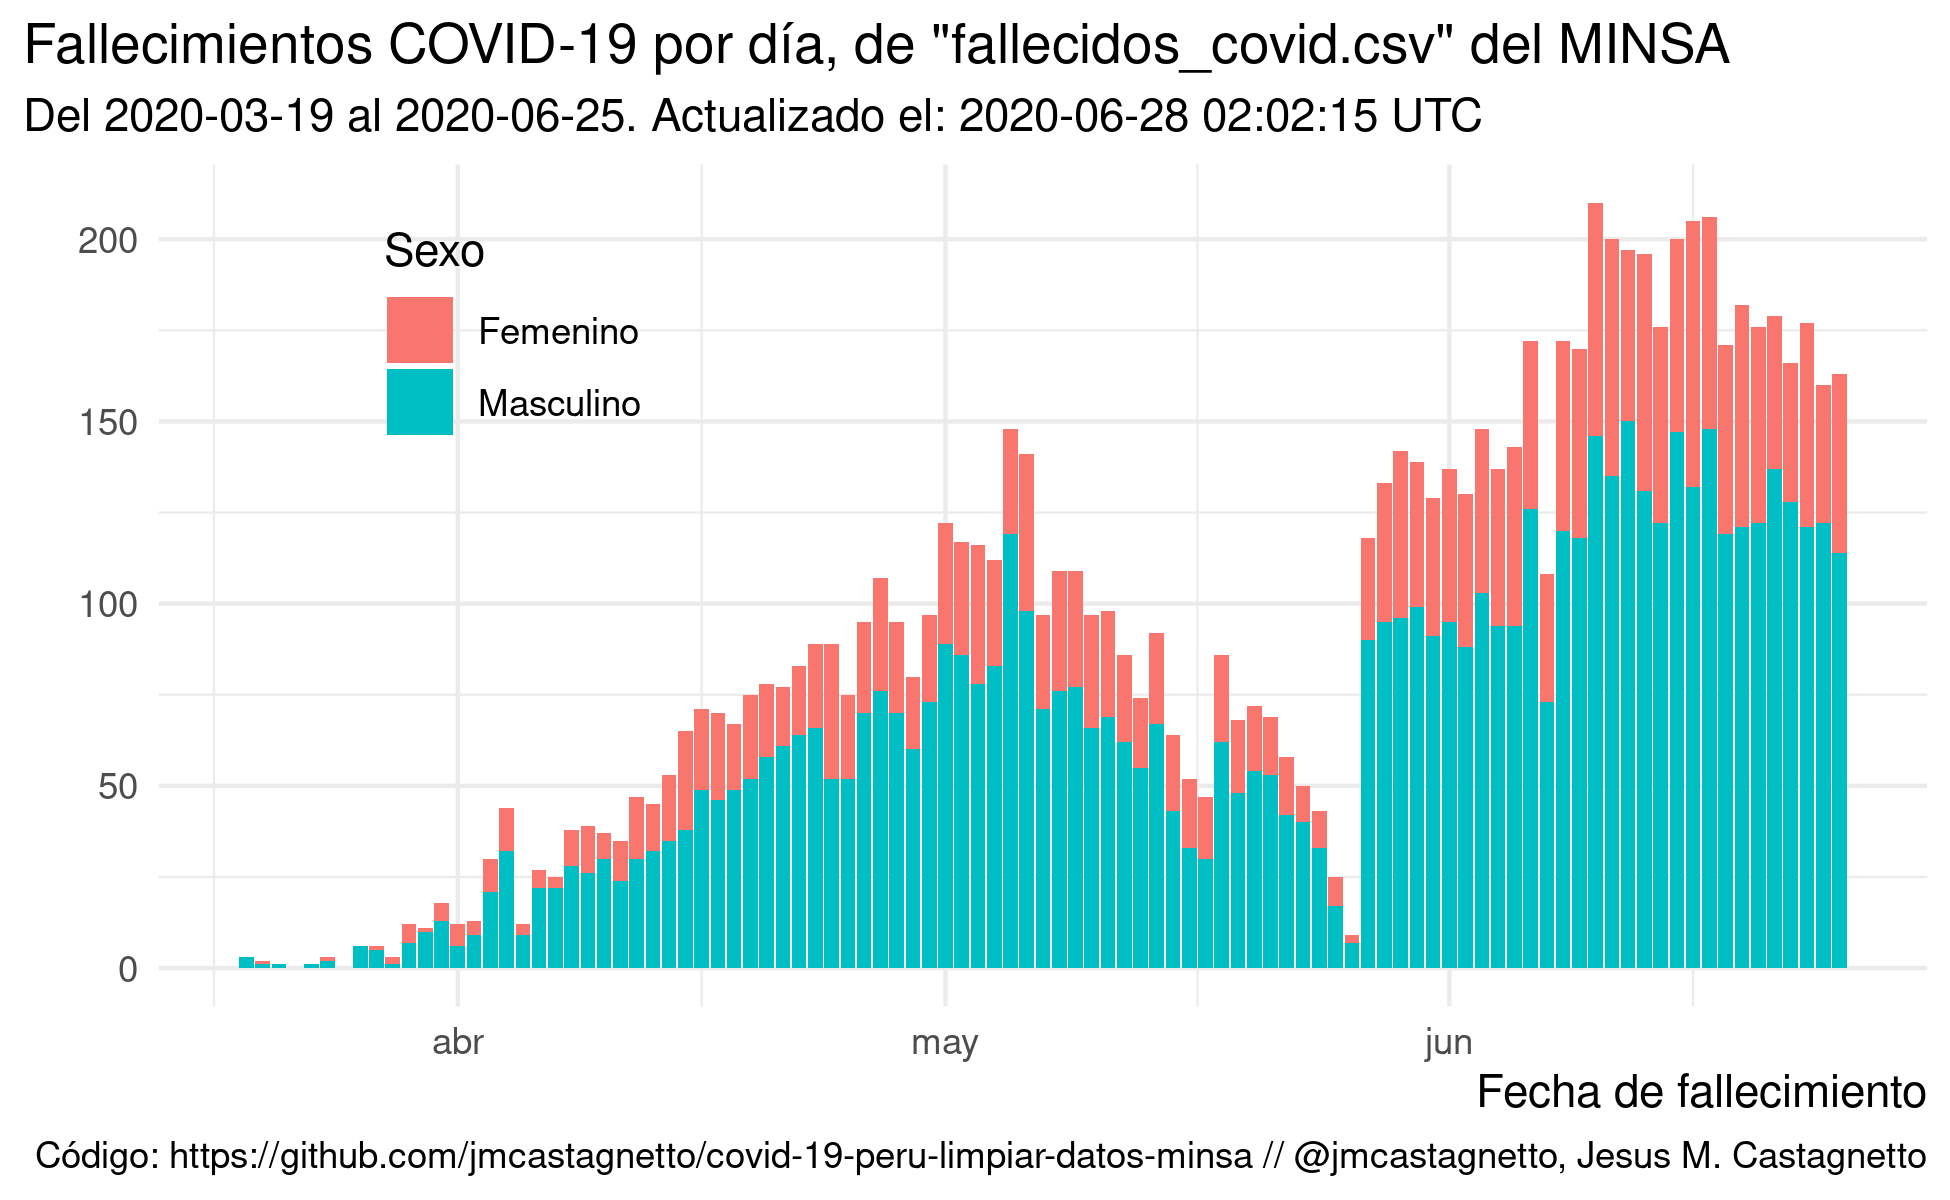 Fallecimientos COVID-19 por día, de "fallecidos_covid.csv" del MINSA
Del 2020-03-19 al 2020-06-25. Actualizado el: 2020-06-28 02:02:15 UTC
Sexo
Femenino
Masculino
200
150
100
50
0
abr may jun
Fecha de fallecimiento
Código: https://github.com/jmcastagnetto/covid-19-peru-limpiar-datos-minsa // @jmcastagnetto, Jesus M. Castagnetto